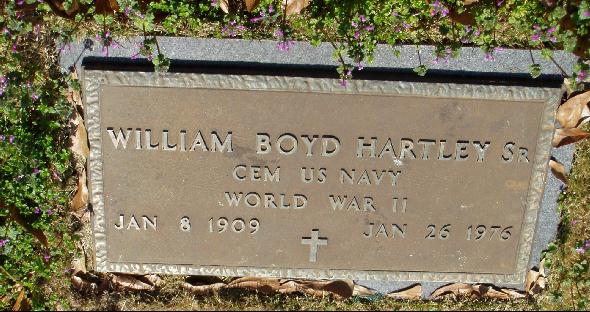 WILLIAM BOYD HARTLEY SR
CEM US NAVY
WORLD WAR II
JAN 8 1909 JAN 26 1976